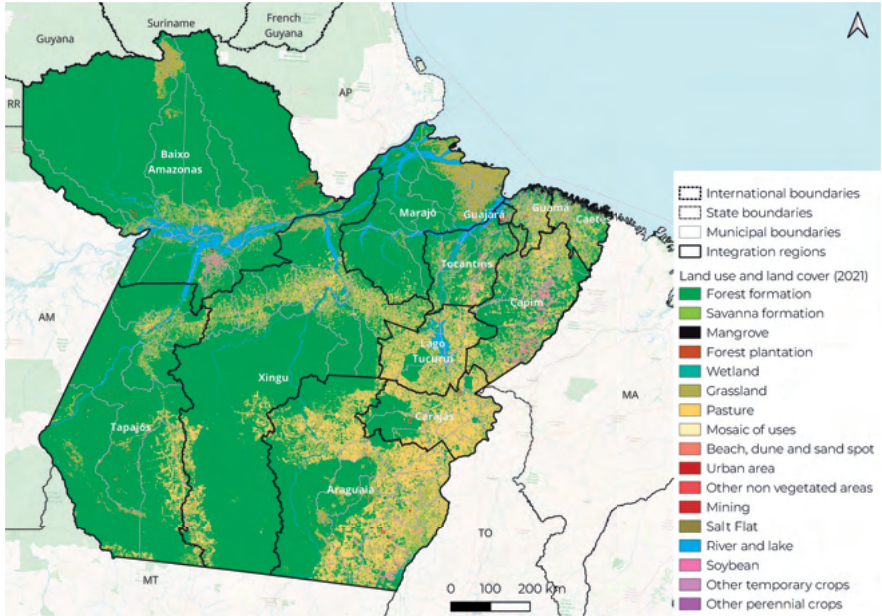 Suriname
French
Guyana
Guyana
RR
AP
Baixo
Amazonas
Marajó
Guajará
Guamá
Caetés
Tocantins
Capim
AM
Lago
Tucuruí
Xingu
MA
Tapajós
Carajás
Araguaia
TO
MT
0 100 200 km
International boundaries
State boundaries
Municipal boundaries
Integration regions
Land use and land cover (2021)
Forest formation
Savanna formation
Mangrove
Forest plantation
Wetland
Grassland
Pasture
Mosaic of uses
Beach, dune and sand spot
Urban area
Other non vegetated areas
Mining
Salt Flat
River and lake
Soybean
Other temporary crops
Other perennial crops